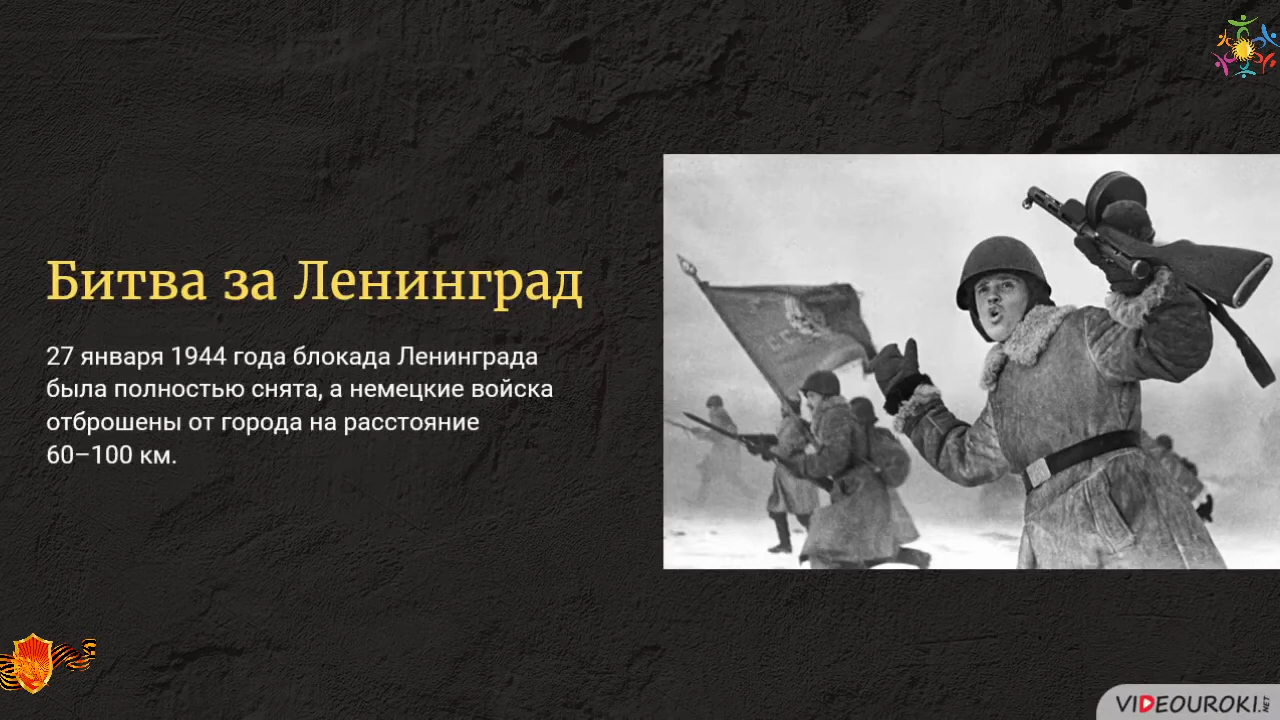 Битва за Ленинград
27 января 1944 года блокада Ленинграда
была полностью снята, а немецкие войска
отброшены от города на расстояние
60–100 км.
VIDEOUROKI.NET